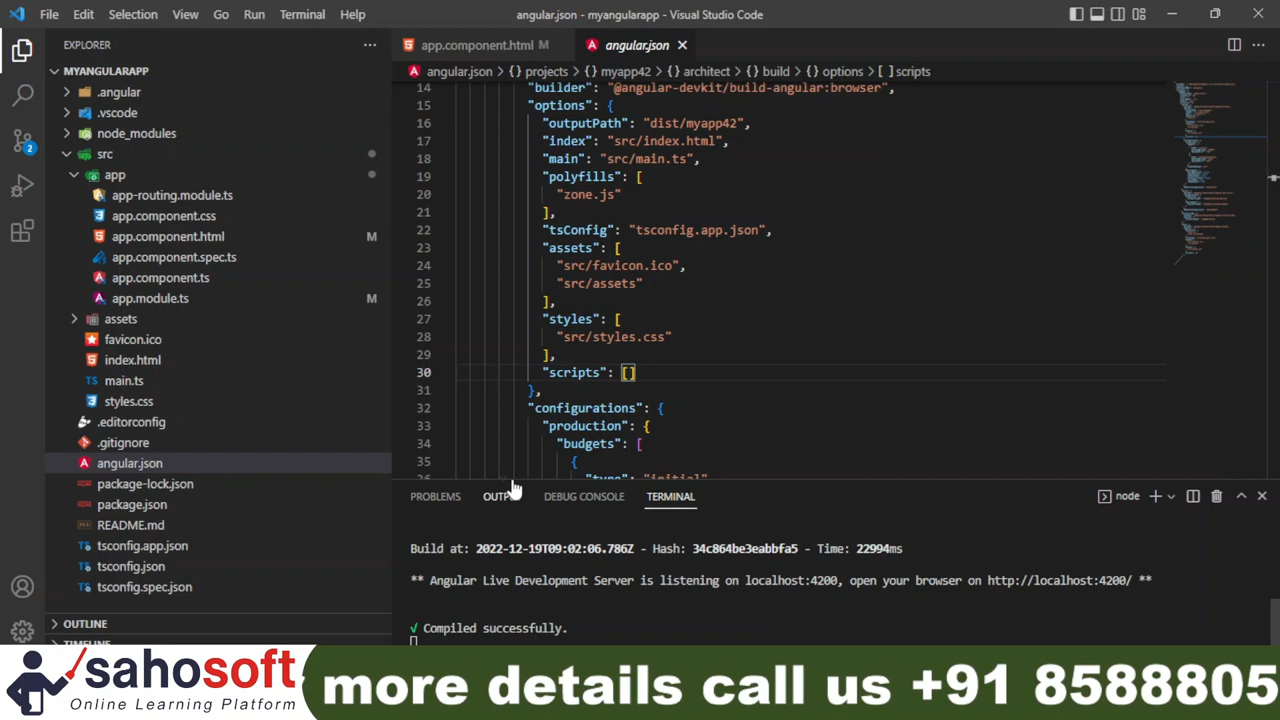 File Edit Selection View Go Run Terminal Help
angular.json - myangularapp - Visual Studio Code
EXPLORER
MYANGULARAPP
.angular
.vscode
node_modules
src
app
app-routing.module.ts
app.component.css
app.component.html M
app.component.spec.ts
app.component.ts
app.module.ts M
assets
favicon.ico
index.html
main.ts
styles.css
.editorconfig
.gitignore
angular.json
package-lock.json
package.json
README.md
tsconfig.app.json
tsconfig.json
tsconfig.spec.json
OUTLINE
TIMELINE
2
app.component.html M
angular.json
angular.json > {} projects > {} myapp42 > {} architect > {} build > {} options > [ ] scripts
14 "builder": "@angular-devkit/build-angular:browser",
15 "options": {
16 "outputPath": "dist/myapp42",
17 "index": "src/index.html",
18 "main": "src/main.ts",
19 "polyfills": [
20 "zone.js"
21 ],
22 "tsConfig": "tsconfig.app.json",
23 "assets": [
24 "src/favicon.ico",
25 "src/assets"
26 ],
27 "styles": [
28 "src/styles.css"
29 ],
30 "scripts": []
31 },
32 "configurations": {
33 "production": {
34 "budgets": [
35 {
36 "type": "initial"
PROBLEMS DEBUG CONSOLE TERMINAL
node
Build at: 2022-12-19T09:02:06.786Z - Hash: 34c864be3eabbfa5 - Time: 22994ms
** Angular Live Development Server is listening on localhost:4200, open your browser on http://localhost:4200/ **
√ Compiled successfully.
sahosoft
Online Learning Platform
more details call us +91 8588805